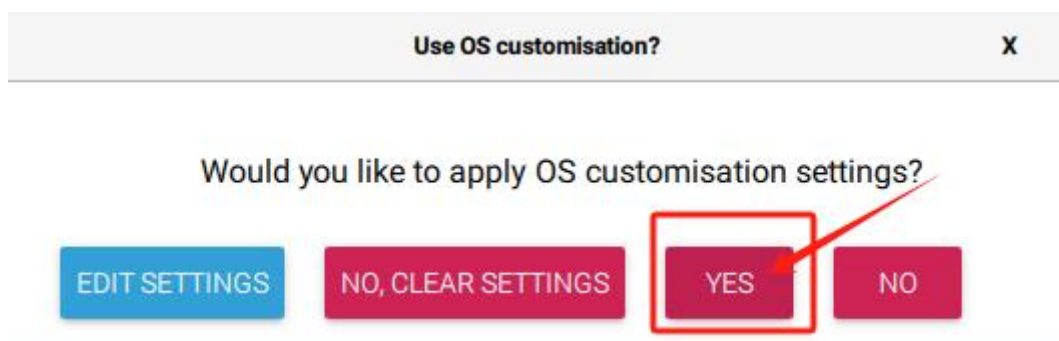 Use OS customisation? X
Would you like to apply OS customisation settings?
EDIT SETTINGS NO, CLEAR SETTINGS YES NO